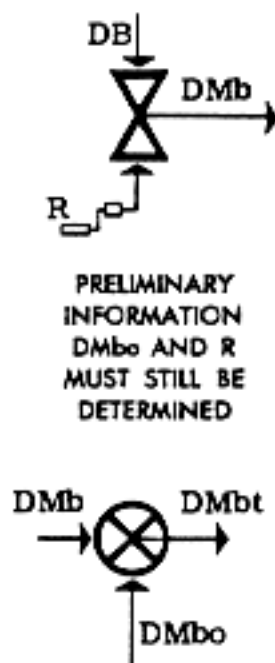 DB
DMb
R
PRELIMINARY
INFORMATION
DMbo AND R
MUST STILL BE
DETERMINED
DMb DMbt
DMbo